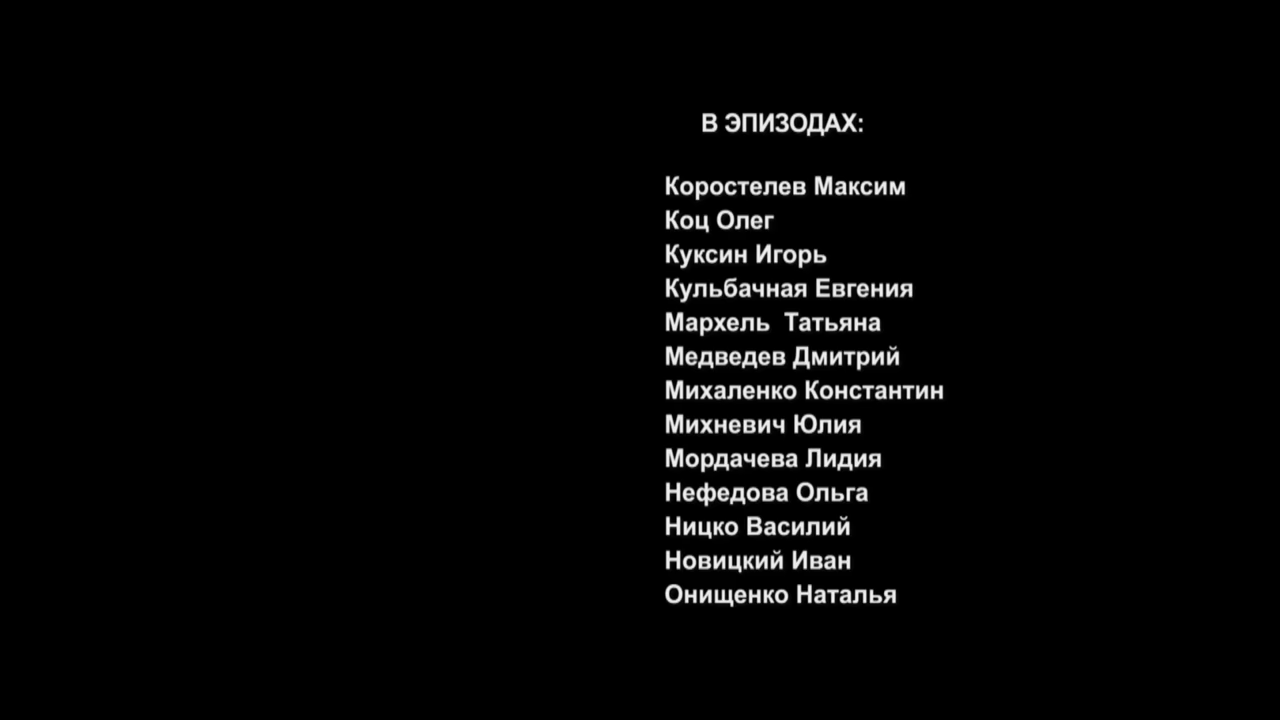 В ЭПИЗОДАХ:
Коростелев Максим
Коц Олег
Куксин Игорь
Кульбачная Евгения
Мархель  Татьяна
Медведев Дмитрий
Михаленко Константин
Михневич Юлия
Мордачева Лидия
Нефедова Ольга
Ницко Василий
Новицкий Иван
Онищенко Наталья